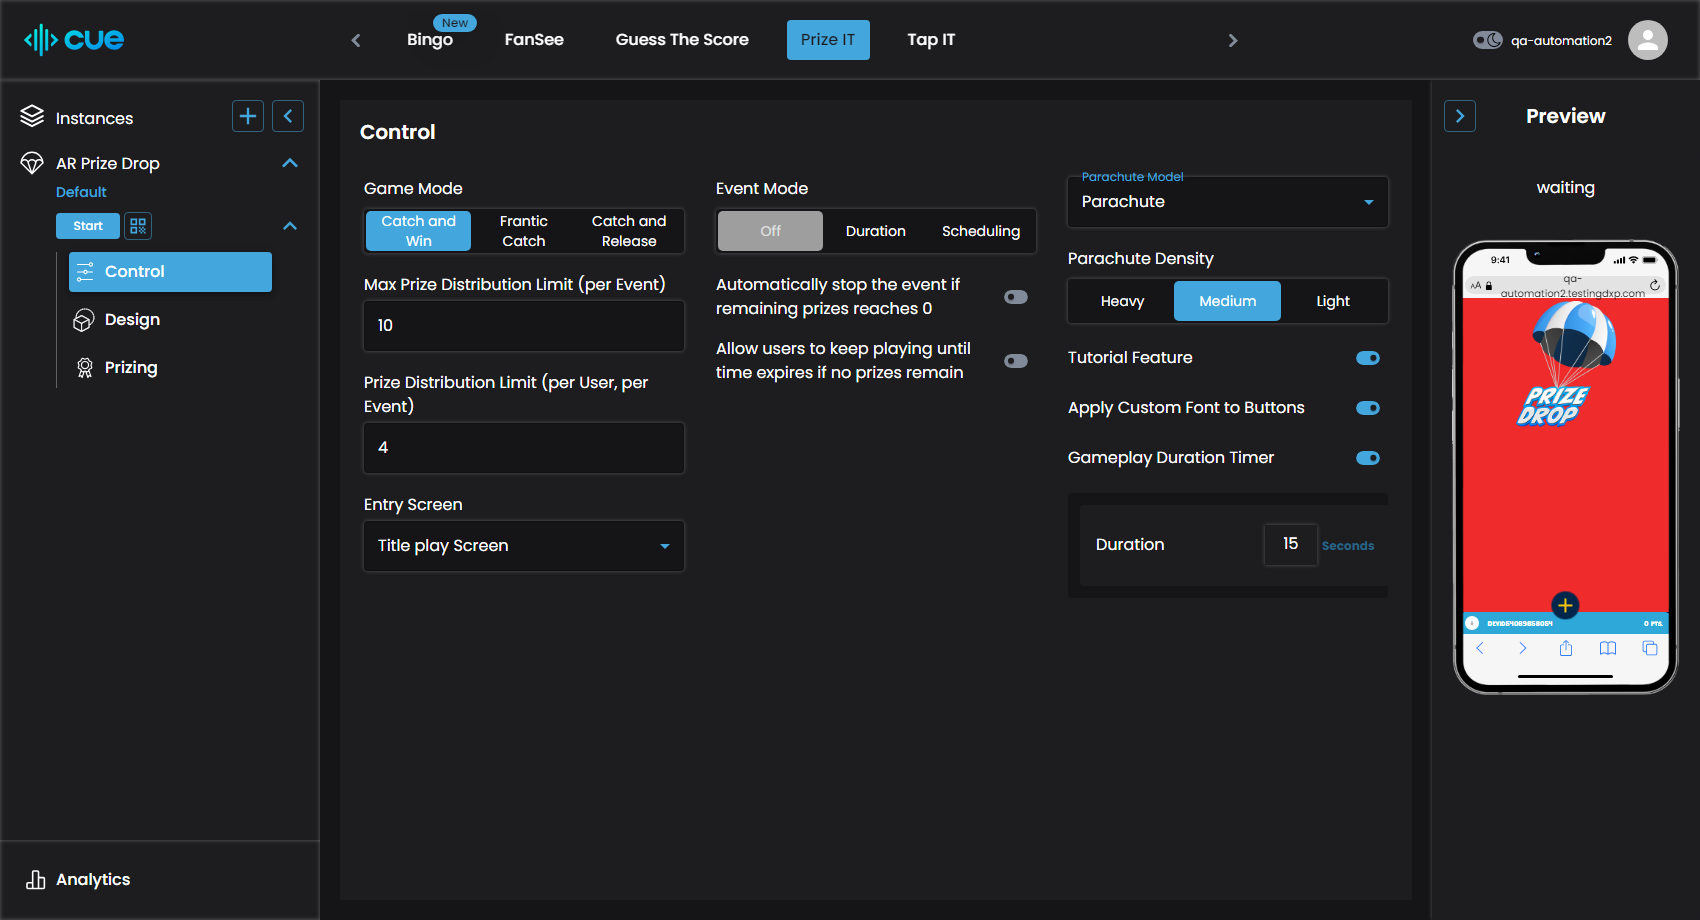 cue
Bingo
New
FanSee
Guess The Score
Prize IT
Tap IT
qa-automation2
Instances
AR Prize Drop
Default
Start
Control
Design
Prizing
Analytics
Control
Game Mode
Catch and
Win
Frantic
Catch
Catch and
Release
Max Prize Distribution Limit (per Event)
10
Prize Distribution Limit (per User, per
Event)
4
Entry Screen
Title play Screen
Event Mode
Off
Duration
Scheduling
Automatically stop the event if
remaining prizes reaches 0
Allow users to keep playing until
time expires if no prizes remain
Parachute Model
Parachute
Parachute Density
Heavy
Medium
Light
Tutorial Feature
Apply Custom Font to Buttons
Gameplay Duration Timer
Duration
15
Seconds
Preview
waiting
9:41
AA
qa-
automation2.testingdxp.com
PRIZE
DROP
0 PTS.